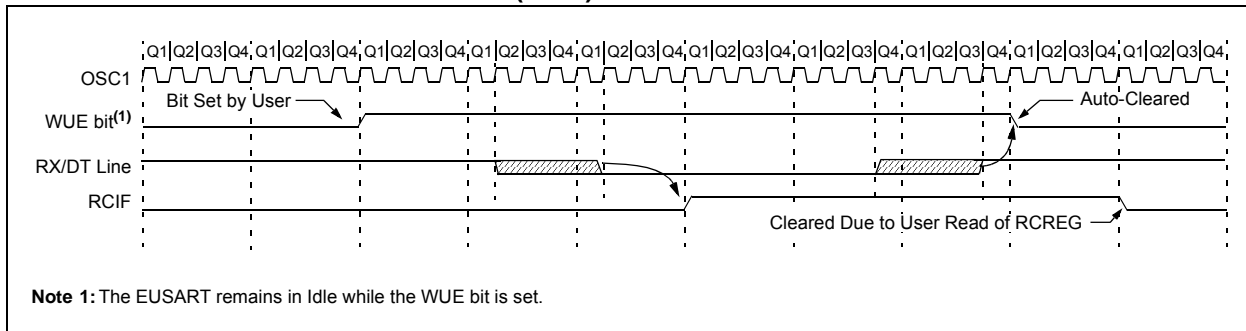 Q1|Q2|Q3|Q4 Q1|Q2|Q3|Q4 Q1|Q2|Q3|Q4 Q1|Q2|Q3|Q4 Q1|Q2|Q3|Q4 Q1|Q2|Q3|Q4 Q1|Q2|Q3|Q4 Q1|Q2|Q3|Q4 Q1|Q2|Q3|Q4 Q1|Q2|Q3|Q4
OSC1
Bit Set by User
Auto-Cleared
WUE bit(1)
RX/DT Line
RCIF
Cleared Due to User Read of RCREG
Note 1: The EUSART remains in Idle while the WUE bit is set.